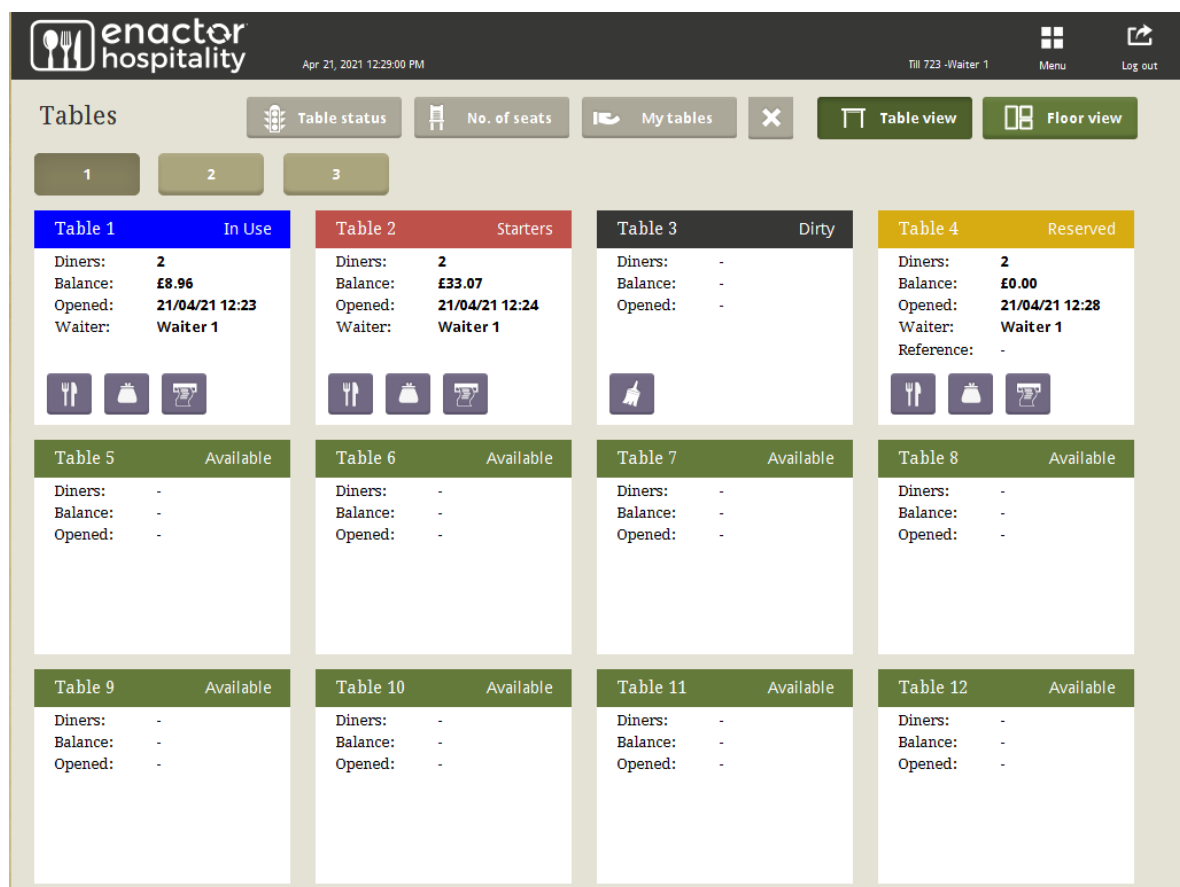 enactor
hospitality
Apr 21, 2021 12:29:00 PM
Till 723 -Waiter 1
Menu
Log out
Tables
Table status
No. of seats
My tables
Table view
Floor view
1
2
3
Table 1 In Use
Diners: 2
Balance: £8.96
Opened: 21/04/21 12:23
Waiter: Waiter 1
Table 2 Starters
Diners: 2
Balance: £33.07
Opened: 21/04/21 12:24
Waiter: Waiter 1
Table 3 Dirty
Diners: -
Balance: -
Opened: -
Table 4 Reserved
Diners: 2
Balance: £0.00
Opened: 21/04/21 12:28
Waiter: Waiter 1
Reference: -
Table 5 Available
Diners: -
Balance: -
Opened: -
Table 6 Available
Diners: -
Balance: -
Opened: -
Table 7 Available
Diners: -
Balance: -
Opened: -
Table 8 Available
Diners: -
Balance: -
Opened: -
Table 9 Available
Diners: -
Balance: -
Opened: -
Table 10 Available
Diners: -
Balance: -
Opened: -
Table 11 Available
Diners: -
Balance: -
Opened: -
Table 12 Available
Diners: -
Balance: -
Opened: -